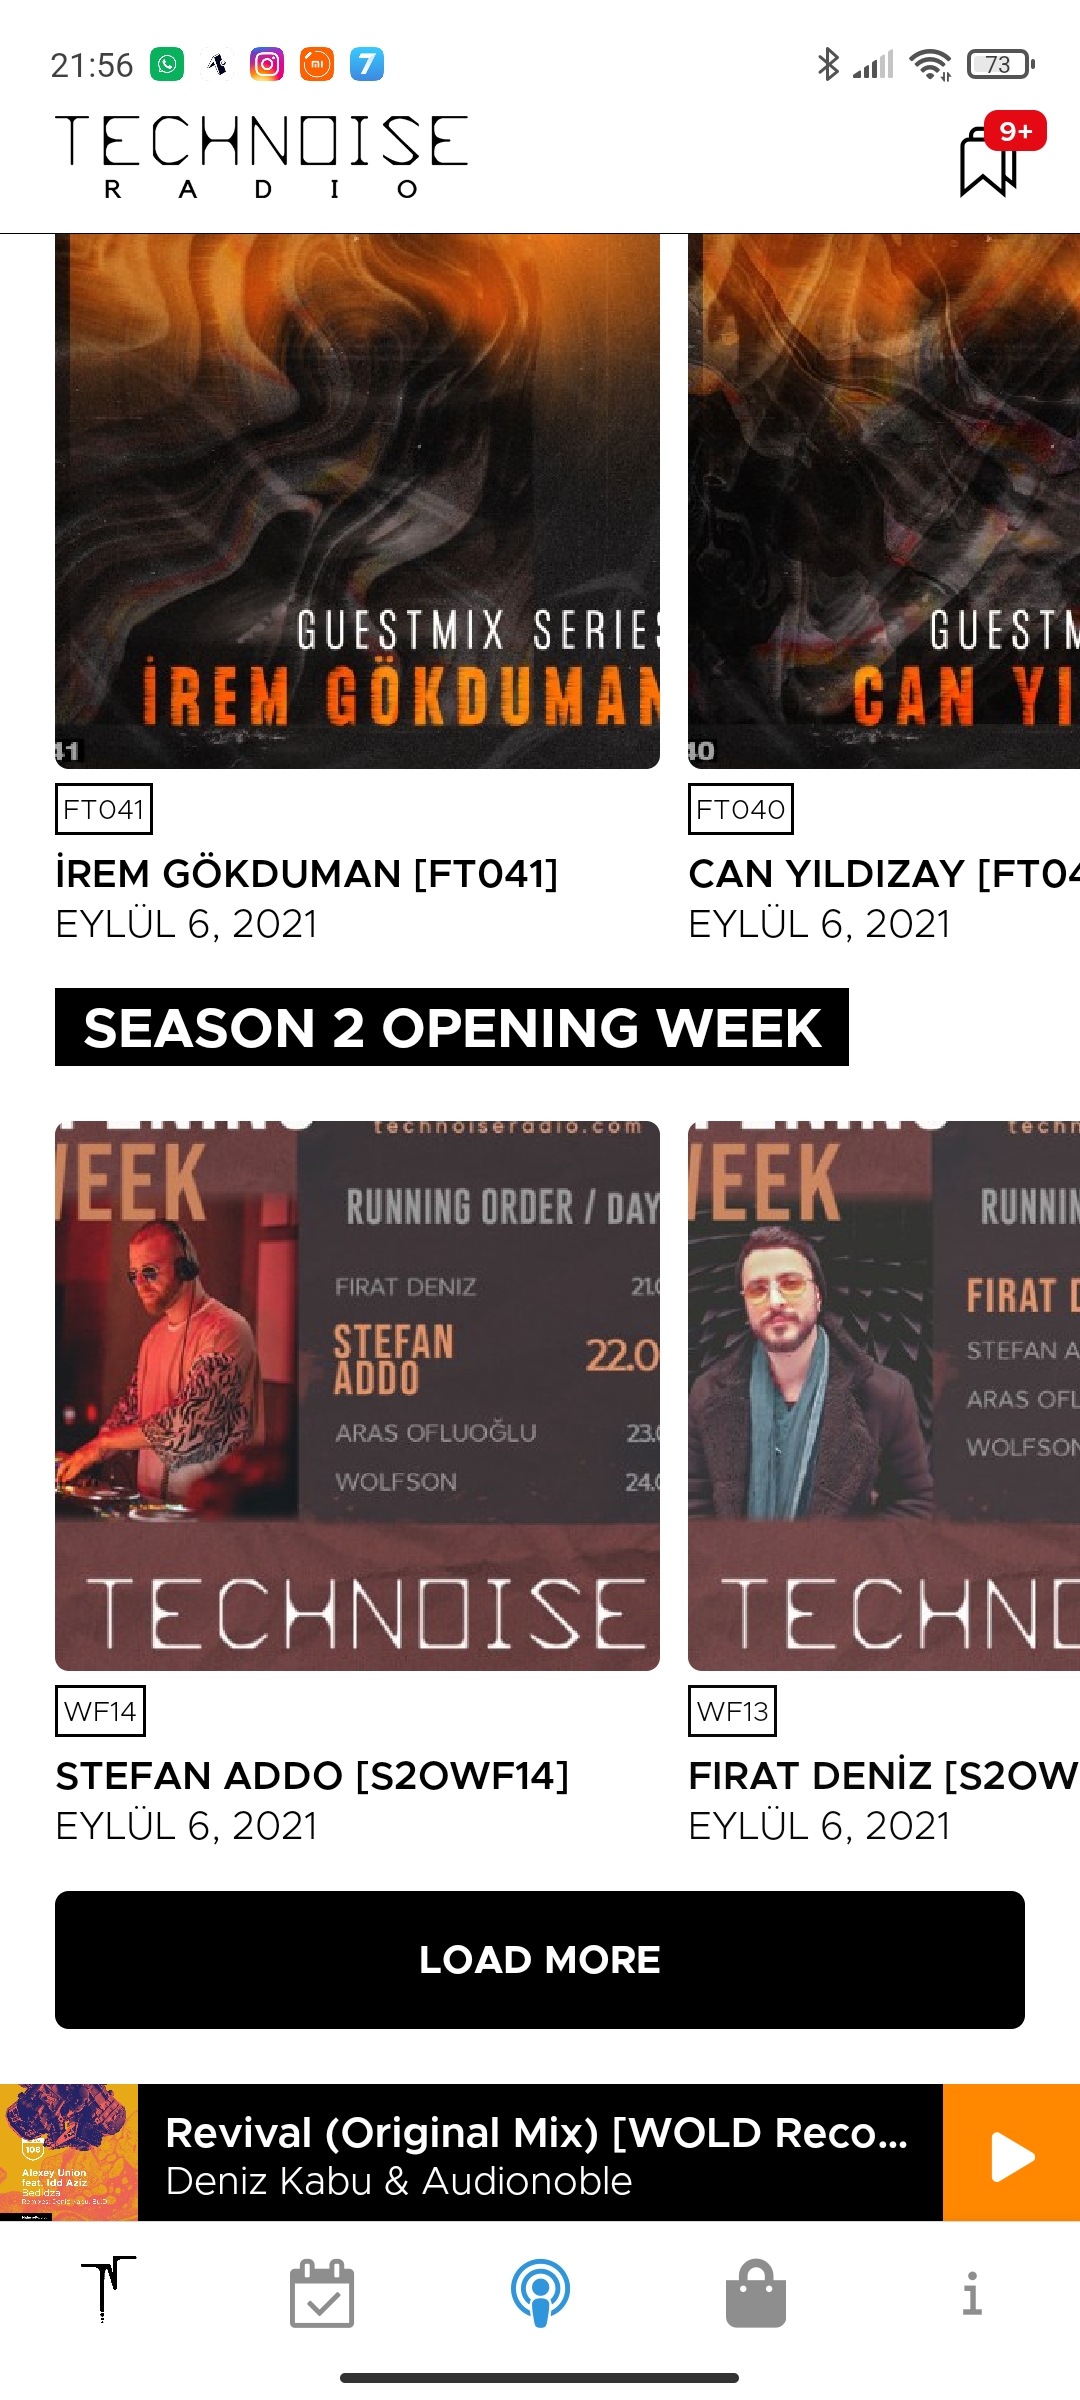 21:56
73
TECHNOISE
RADIO
9+
GUESTMIX SERIES
İREM GÖKDUMAN
41
GUESTM
CAN YI
40
FT041
FT040
İREM GÖKDUMAN [FT041]
CAN YILDIZAY [FT04
EYLÜL 6, 2021
EYLÜL 6, 2021
SEASON 2 OPENING WEEK
technoiseradio.com
WEEK
RUNNING ORDER / DAY
FIRAT DENIZ 21.0
STEFAN
ADDO
22.0
ARAS OFLUOĞLU 23.0
WOLFSON 24.0
TECHNOISE
techn
WEEK
RUNNIN
FIRAT D
STEFAN A
ARAS OFL
WOLFSON
TECHNO
WF14
WF13
STEFAN ADDO [S2OWF14]
FIRAT DENİZ [S2OW
EYLÜL 6, 2021
EYLÜL 6, 2021
LOAD MORE
106
Alexey Union
feat. Idd Aziz
Bedidza
Revival (Original Mix) [WOLD Reco...
Deniz Kabu & Audionoble